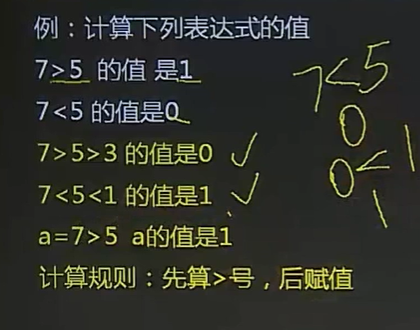 例：计算下列表达式的值
7>5 的值 是1
7<5 的值是0
7>5>3 的值是0
7<5<1 的值是1
a=7>5 a的值是1
计算规则：先算>号，后赋值
7<5
0
0<1
1